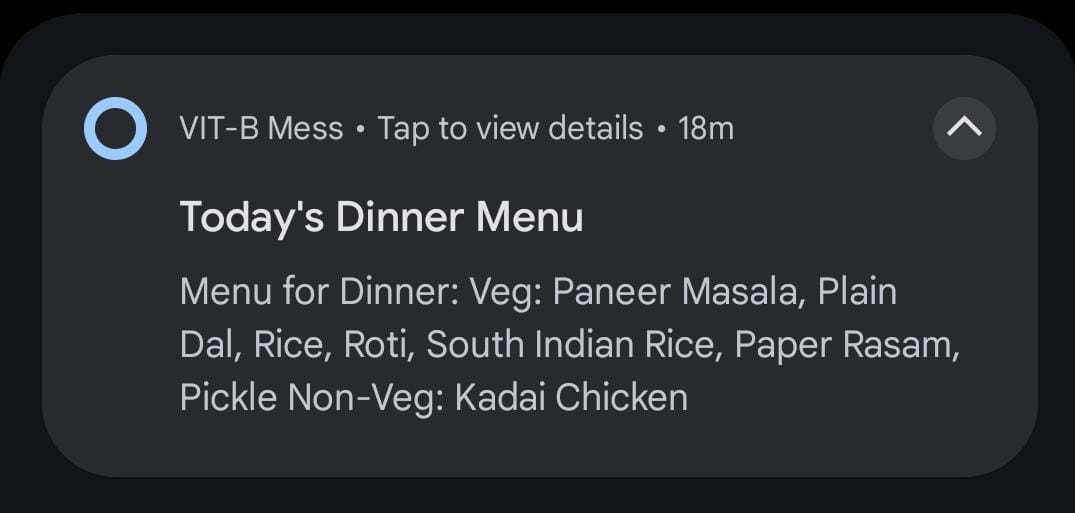 VIT-B Mess • Tap to view details • 18m
Today's Dinner Menu
Menu for Dinner: Veg: Paneer Masala, Plain
Dal, Rice, Roti, South Indian Rice, Paper Rasam,
Pickle Non-Veg: Kadai Chicken